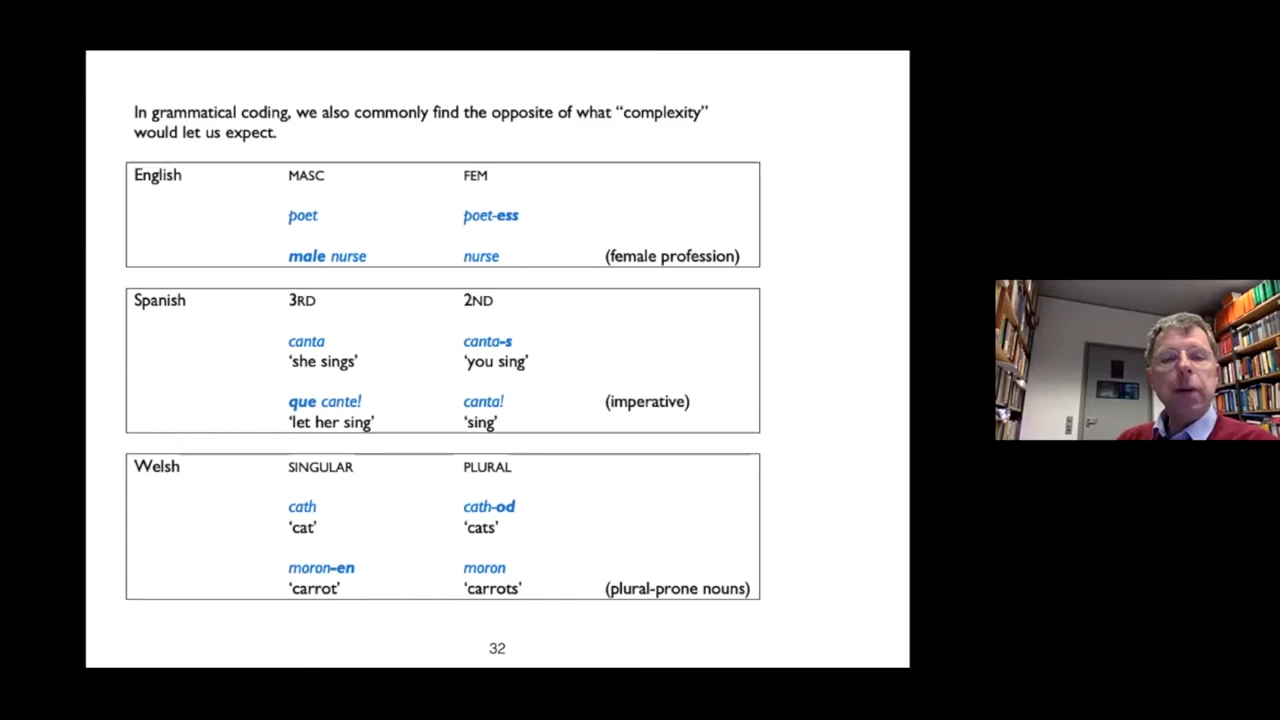 In grammatical coding, we also commonly find the opposite of what “complexity”
would let us expect.
English MASC FEM
poet poet-ess
male nurse nurse (female profession)
Spanish 3RD 2ND
canta canta-s
‘she sings’ ‘you sing’
que cante! canta! (imperative)
‘let her sing’ ‘sing’
Welsh SINGULAR PLURAL
cath cath-od
‘cat’ ‘cats’
moron-en moron
‘carrot’ ‘carrots’ (plural-prone nouns)
32